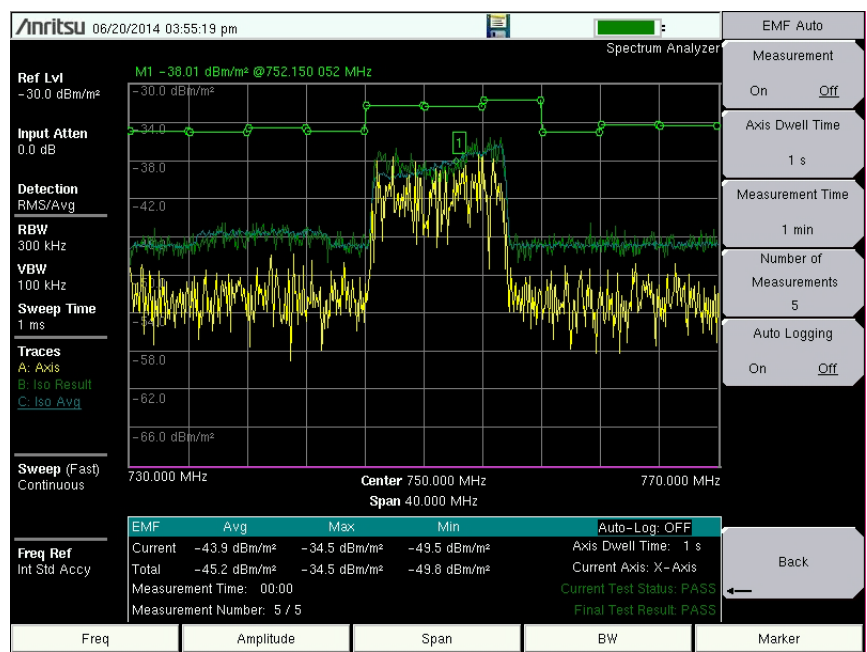 Anritsu 06/20/2014 03:55:19 pm
Spectrum Analyzer
M1 -38.01 dBm/m² @752.150 052 MHz
Ref Lvl
-30.0 dBm/m²
Input Atten
0.0 dB
Detection
RMS/Avg
RBW
300 kHz
VBW
100 kHz
Sweep Time
1 ms
Traces
A: Axis
B: Iso Result
C: Iso Avg
Sweep (Fast)
Continuous
Freq Ref
Int Std Accy
-30.0 dBm/m²
-34.0
1
-38.0
-42.0
-58.0
-62.0
-66.0 dBm/m²
730.000 MHz
Center 750.000 MHz
770.000 MHz
Span 40.000 MHz
EMF Avg Max Min Auto-Log: OFF
Current -43.9 dBm/m² -34.5 dBm/m² -49.5 dBm/m² Axis Dwell Time: 1 s
Total -45.2 dBm/m² -34.5 dBm/m² -49.8 dBm/m² Current Axis: X-Axis
Measurement Time: 00:00 Current Test Status: PASS
Measurement Number: 5 / 5 Final Test Result: PASS
EMF Auto
Measurement
On Off
Axis Dwell Time
1 s
Measurement Time
1 min
Number of
Measurements
5
Auto Logging
On Off
Back
Freq Amplitude Span BW Marker